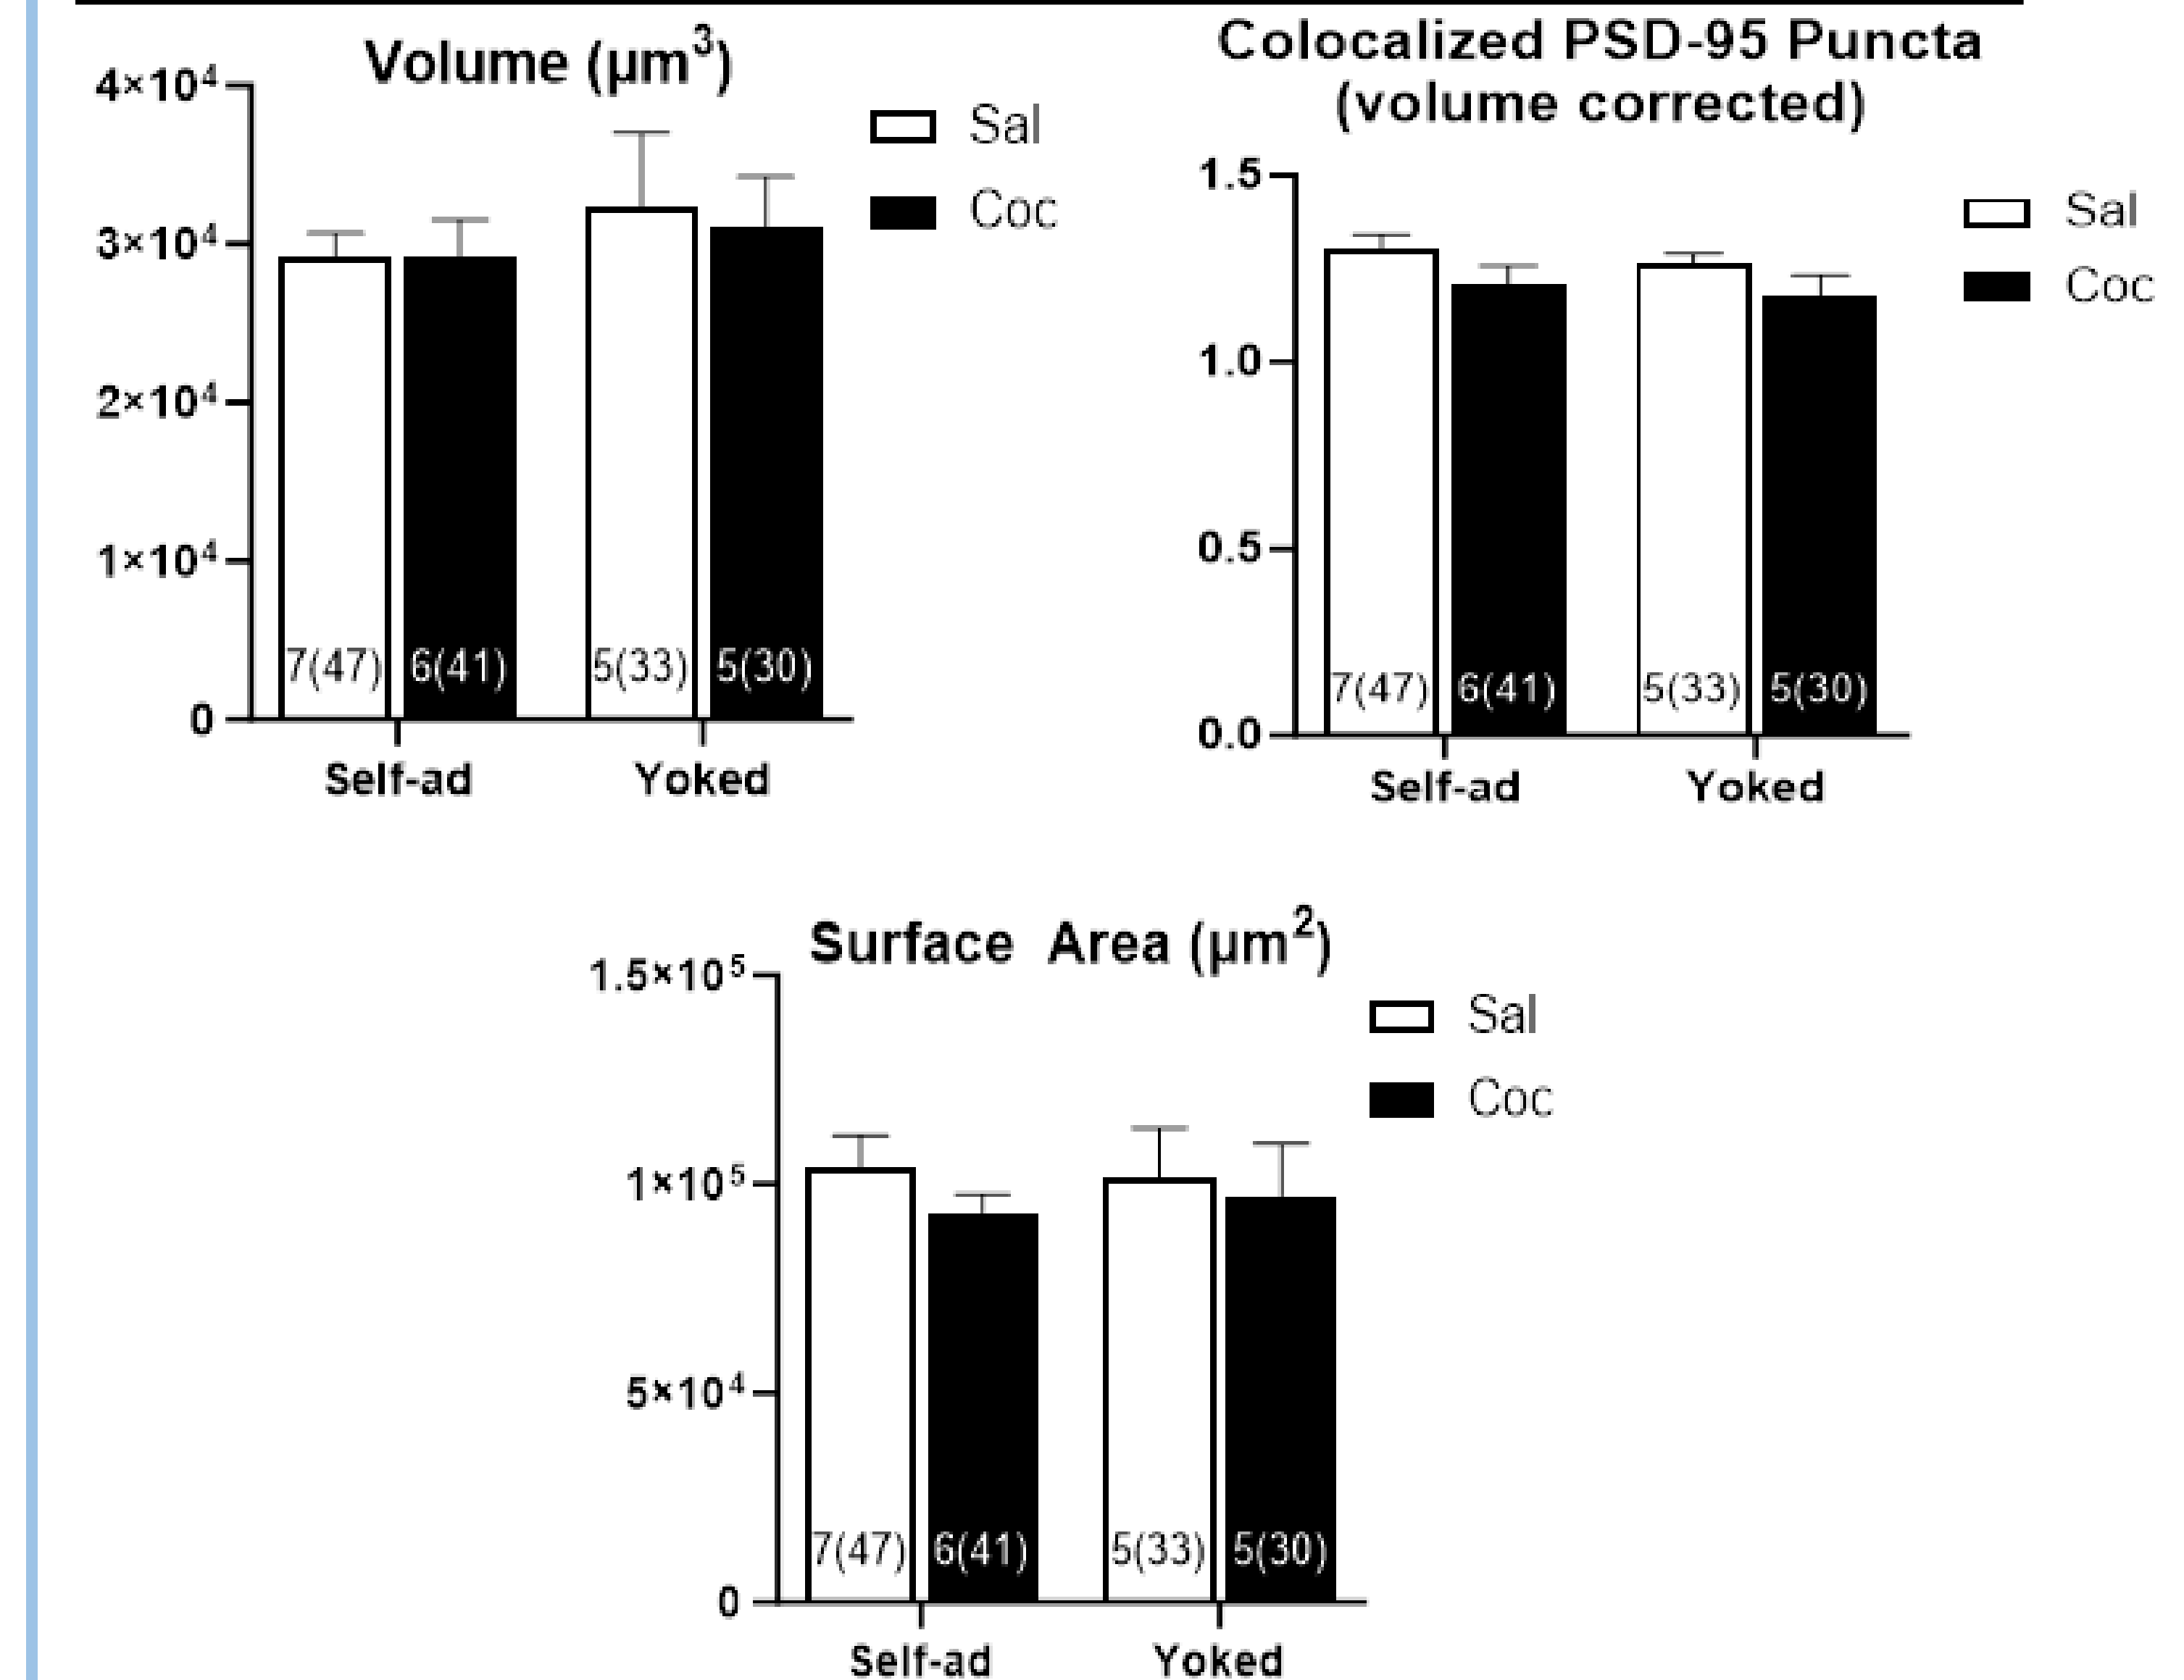 Volume (µm³)
4×10⁴
3×10⁴
2×10⁴
1×10⁴
0
Sal
Coc
7(47) 6(41) 5(33) 5(30)
Self-ad Yoked
Colocalized PSD-95 Puncta
(volume corrected)
1.5
1.0
0.5
0.0
Sal
Coc
7(47) 6(41) 5(33) 5(30)
Self-ad Yoked
Surface Area (µm²)
1.5×10⁵
1×10⁵
5×10⁴
0
Sal
Coc
7(47) 6(41) 5(33) 5(30)
Self-ad Yoked